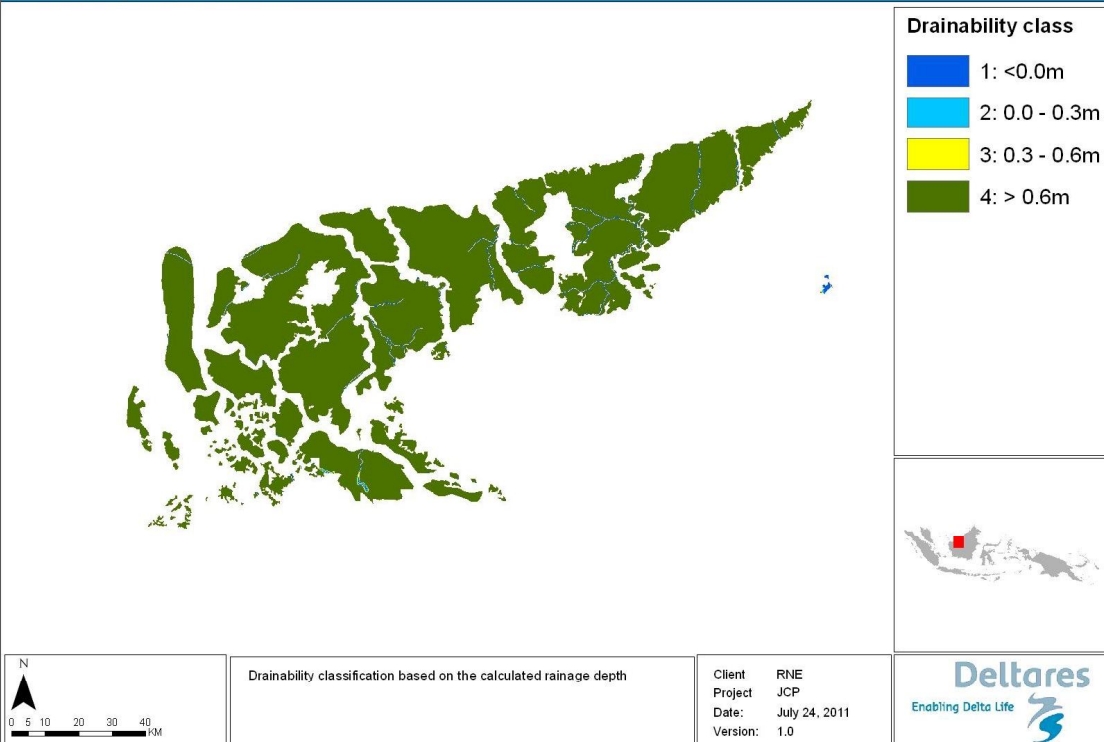 Drainability class
1: <0.0m
2: 0.0 - 0.3m
3: 0.3 - 0.6m
4: > 0.6m
N
0 5 10 20 30 40
KM
Drainability classification based on the calculated rainage depth
Client RNE
Project JCP
Date: July 24, 2011
Version: 1.0
Deltares
Enabling Delta Life